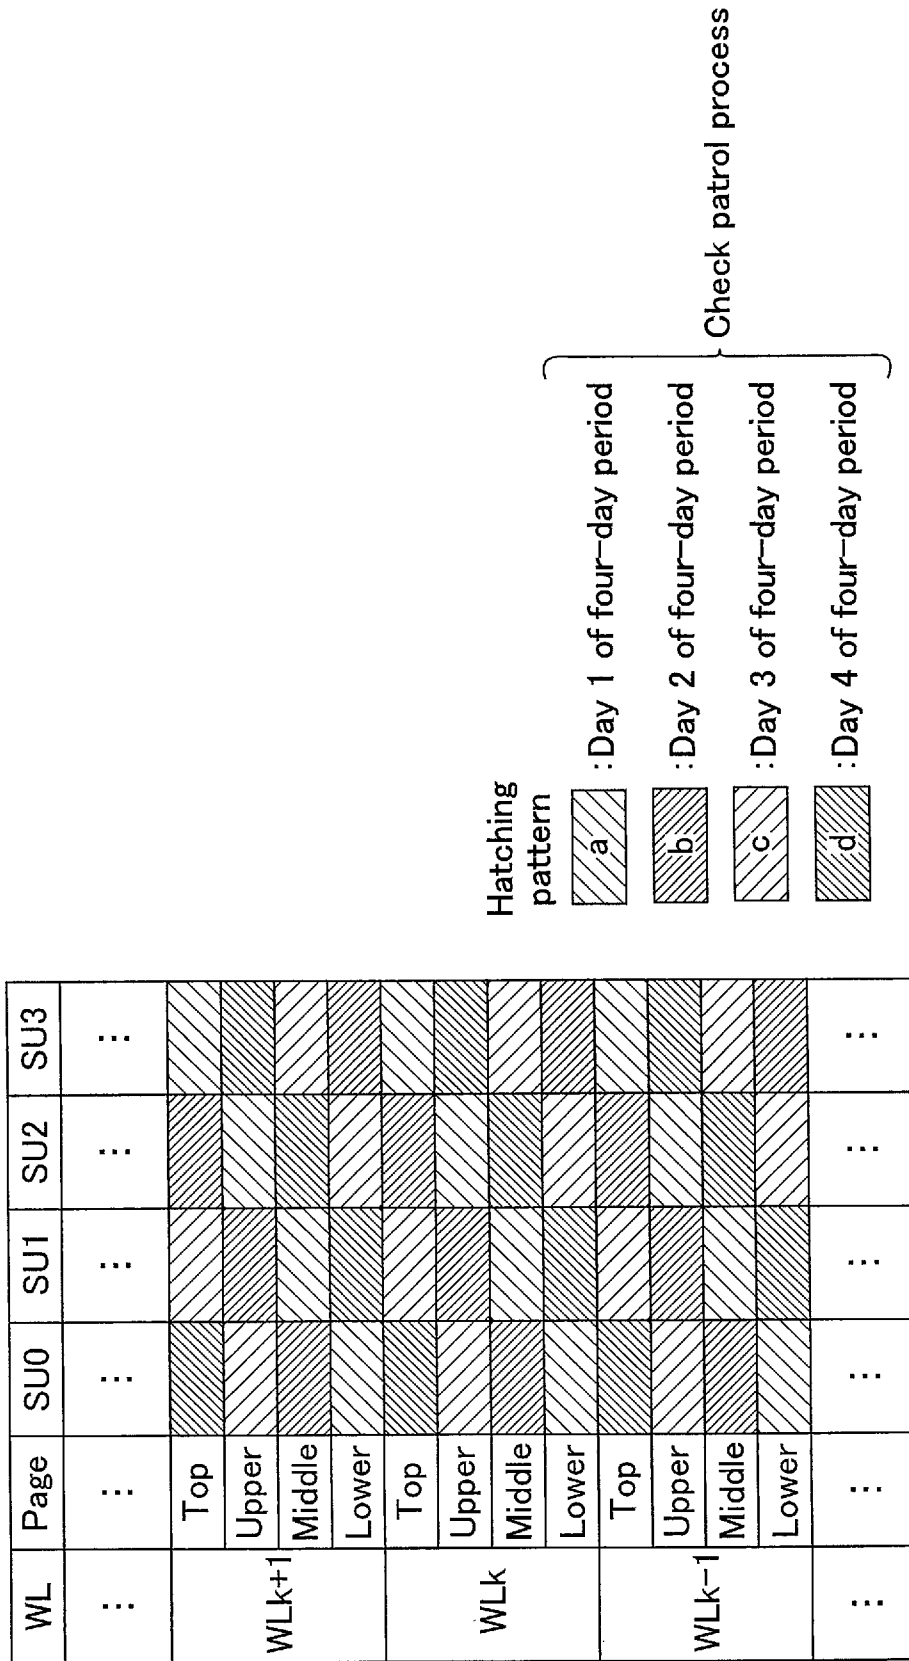 WL Page SU0 SU1 SU2 SU3
... ... ... ... ... ...
WLk+1
Top
Upper
Middle
Lower
WLk
Top
Upper
Middle
Lower
WLk-1
Top
Upper
Middle
Lower
... ... ... ... ... ...
Hatching
pattern
a :Day 1 of four-day period
b :Day 2 of four-day period
c :Day 3 of four-day period
d :Day 4 of four-day period
Check patrol process